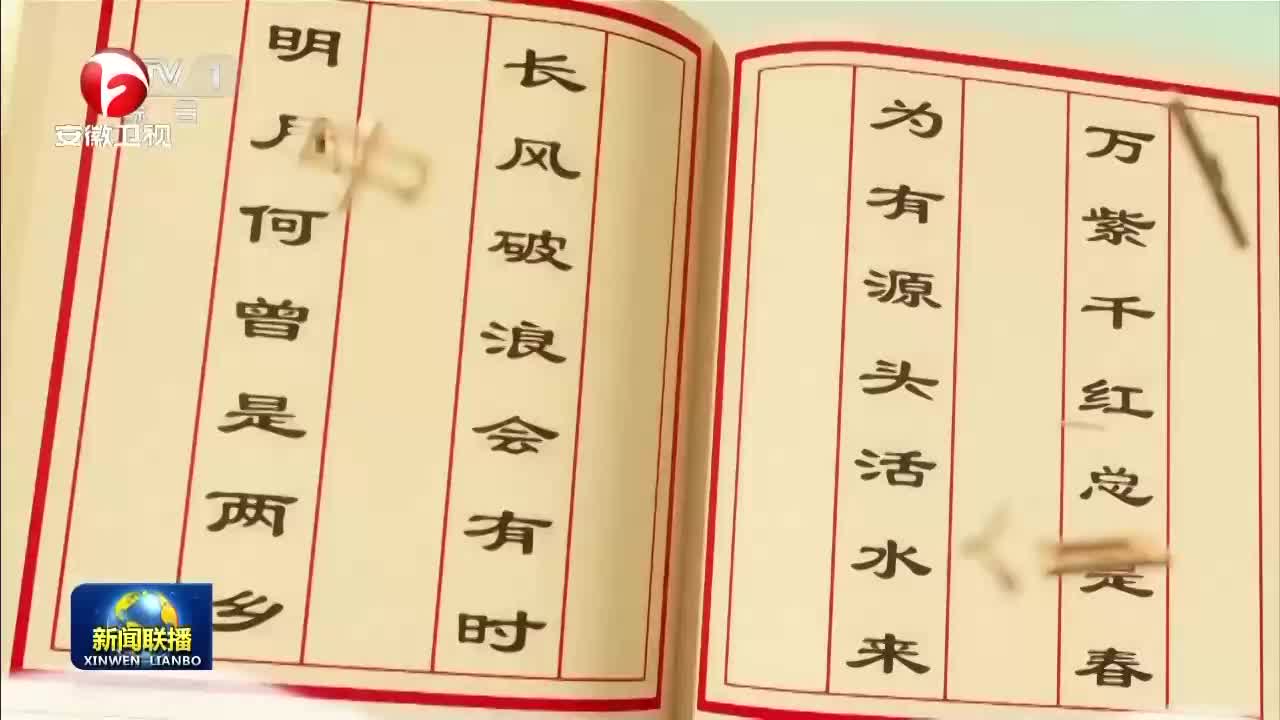 万紫千红总是春
为有源头活水来
长风破浪会有时
明月何曾是两乡
安徽卫视
新闻联播
XINWEN LIANBO